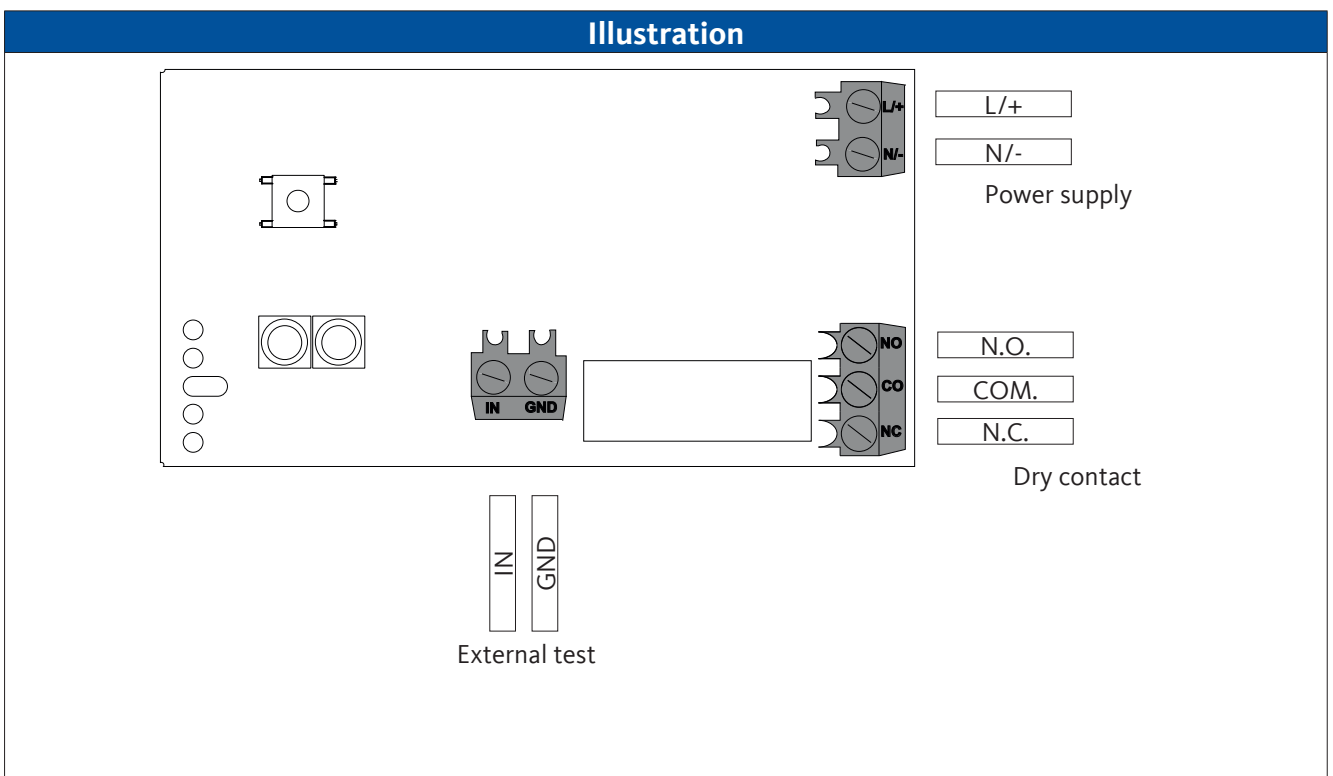 Illustration
L/+
L/+
N/-
N/-
Power supply
NO
N.O.
CO
COM.
NC
N.C.
Dry contact
IN GND
IN
GND
External test